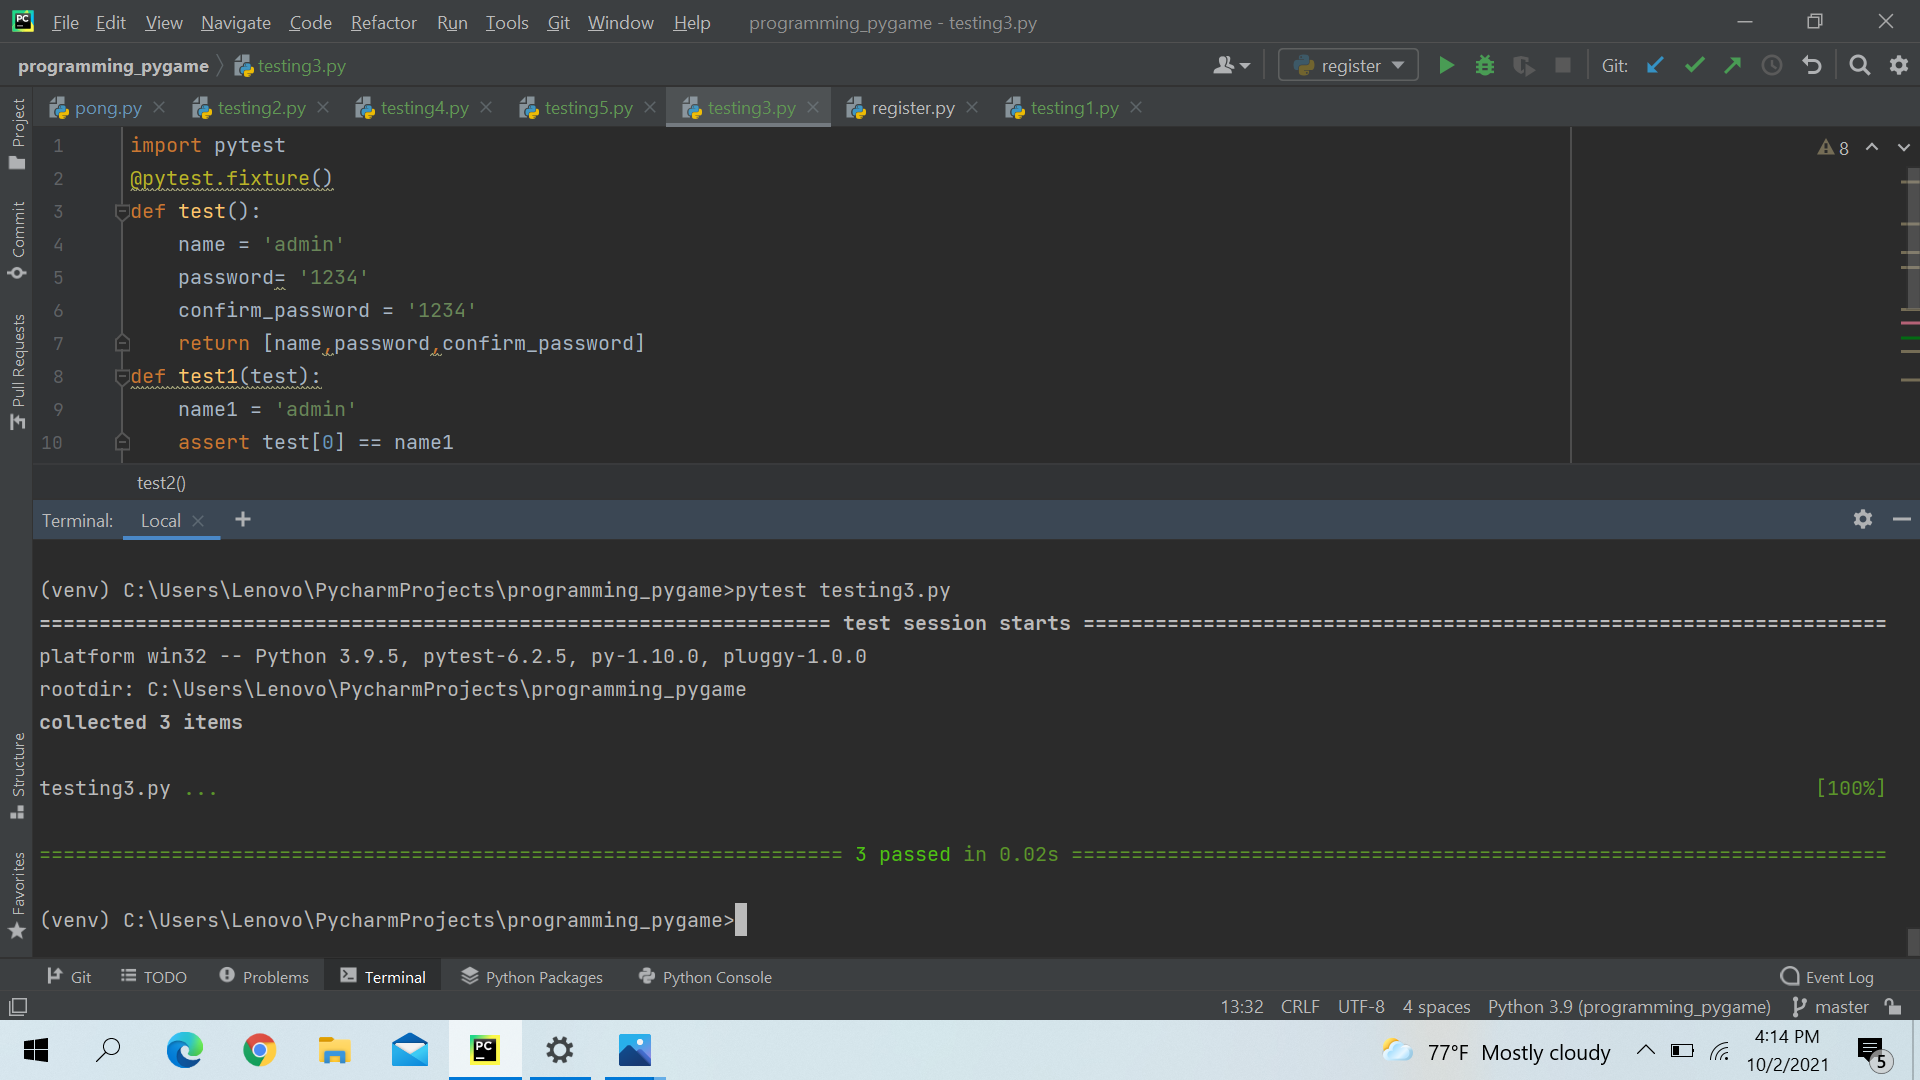 PC File Edit View Navigate Code Refactor Run Tools Git Window Help programming_pygame - testing3.py
programming_pygame testing3.py register Git:
pong.py testing2.py testing4.py testing5.py testing3.py register.py testing1.py
Project
Commit
Pull Requests
Structure
Favorites
8
1 import pytest
2 @pytest.fixture()
3 def test():
4 name = 'admin'
5 password= '1234'
6 confirm_password = '1234'
7 return [name,password,confirm_password]
8 def test1(test):
9 name1 = 'admin'
10 assert test[0] == name1
test2()
Terminal: Local
(venv) C:\Users\Lenovo\PycharmProjects\programming_pygame>pytest testing3.py
================================================================== test session starts ===================================================================
platform win32 -- Python 3.9.5, pytest-6.2.5, py-1.10.0, pluggy-1.0.0
rootdir: C:\Users\Lenovo\PycharmProjects\programming_pygame
collected 3 items
testing3.py ... [100%]
=================================================================== 3 passed in 0.02s ====================================================================
(venv) C:\Users\Lenovo\PycharmProjects\programming_pygame>
Git TODO Problems Terminal Python Packages Python Console Event Log
13:32 CRLF UTF-8 4 spaces Python 3.9 (programming_pygame) master
PC 77°F Mostly cloudy 4:14 PM
10/2/2021 5